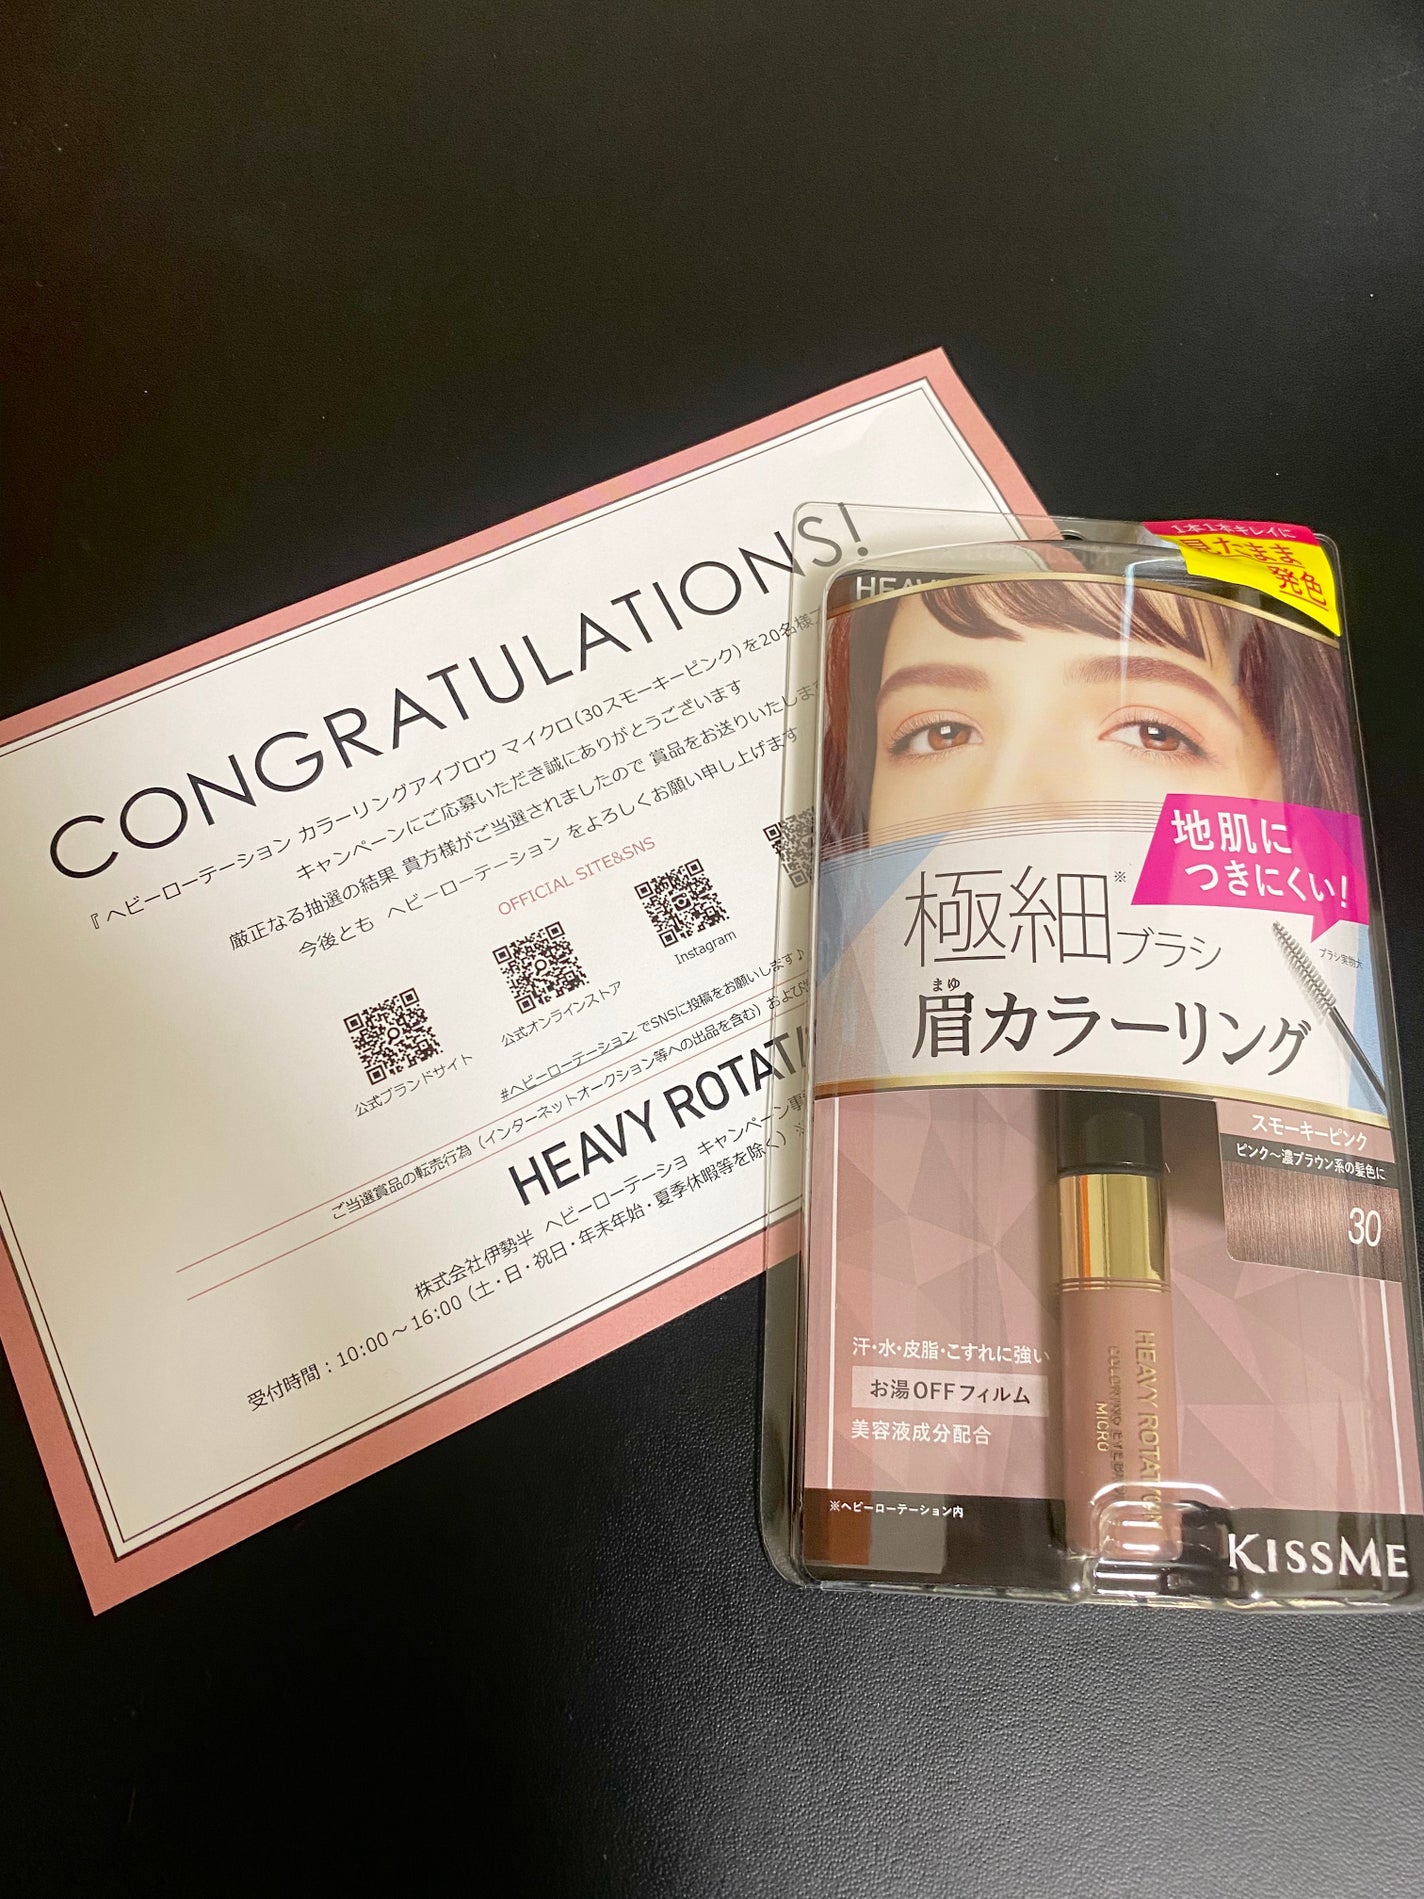 CONGRATULATIONS!
『 ヘビーローテーション カラーリングアイブロウ マイクロ(30スモーキーピンク)を20名様
キャンペーンにご応募いただき誠にありがとうございます
厳正なる抽選の結果 貴方様がご当選されましたので 賞品をお送りいたします
今後とも ヘビーローテーション をよろしくお願い申し上げます
OFFICIAL SITE&SNS
公式ブランドサイト
公式オンラインストア
Instagram
#ヘビーローテーション でSNSに投稿をお願いします♪
ご当選賞品の転売行為（インターネットオークション等への出品を含む）および
HEAVY ROTATI
株式会社伊勢半 ヘビーローテーショ キャンペーン事
受付時間：10:00～16:00（土・日・祝日・年末年始・夏季休暇等を除く）※
1本1本キレイに
見たまま
発色
HEAVY
地肌に
つきにくい!
極細※ブラシ
ブラシ実物大
まゆ
眉カラーリング
スモーキーピンク
ピンク～濃ブラウン系の髪色に
30
汗・水・皮脂・こすれに強い
お湯OFFフィルム
美容液成分配合
HEAVY ROTATION
COLORING EYEBROW
MICRO
※ヘビーローテーション内
KISSME